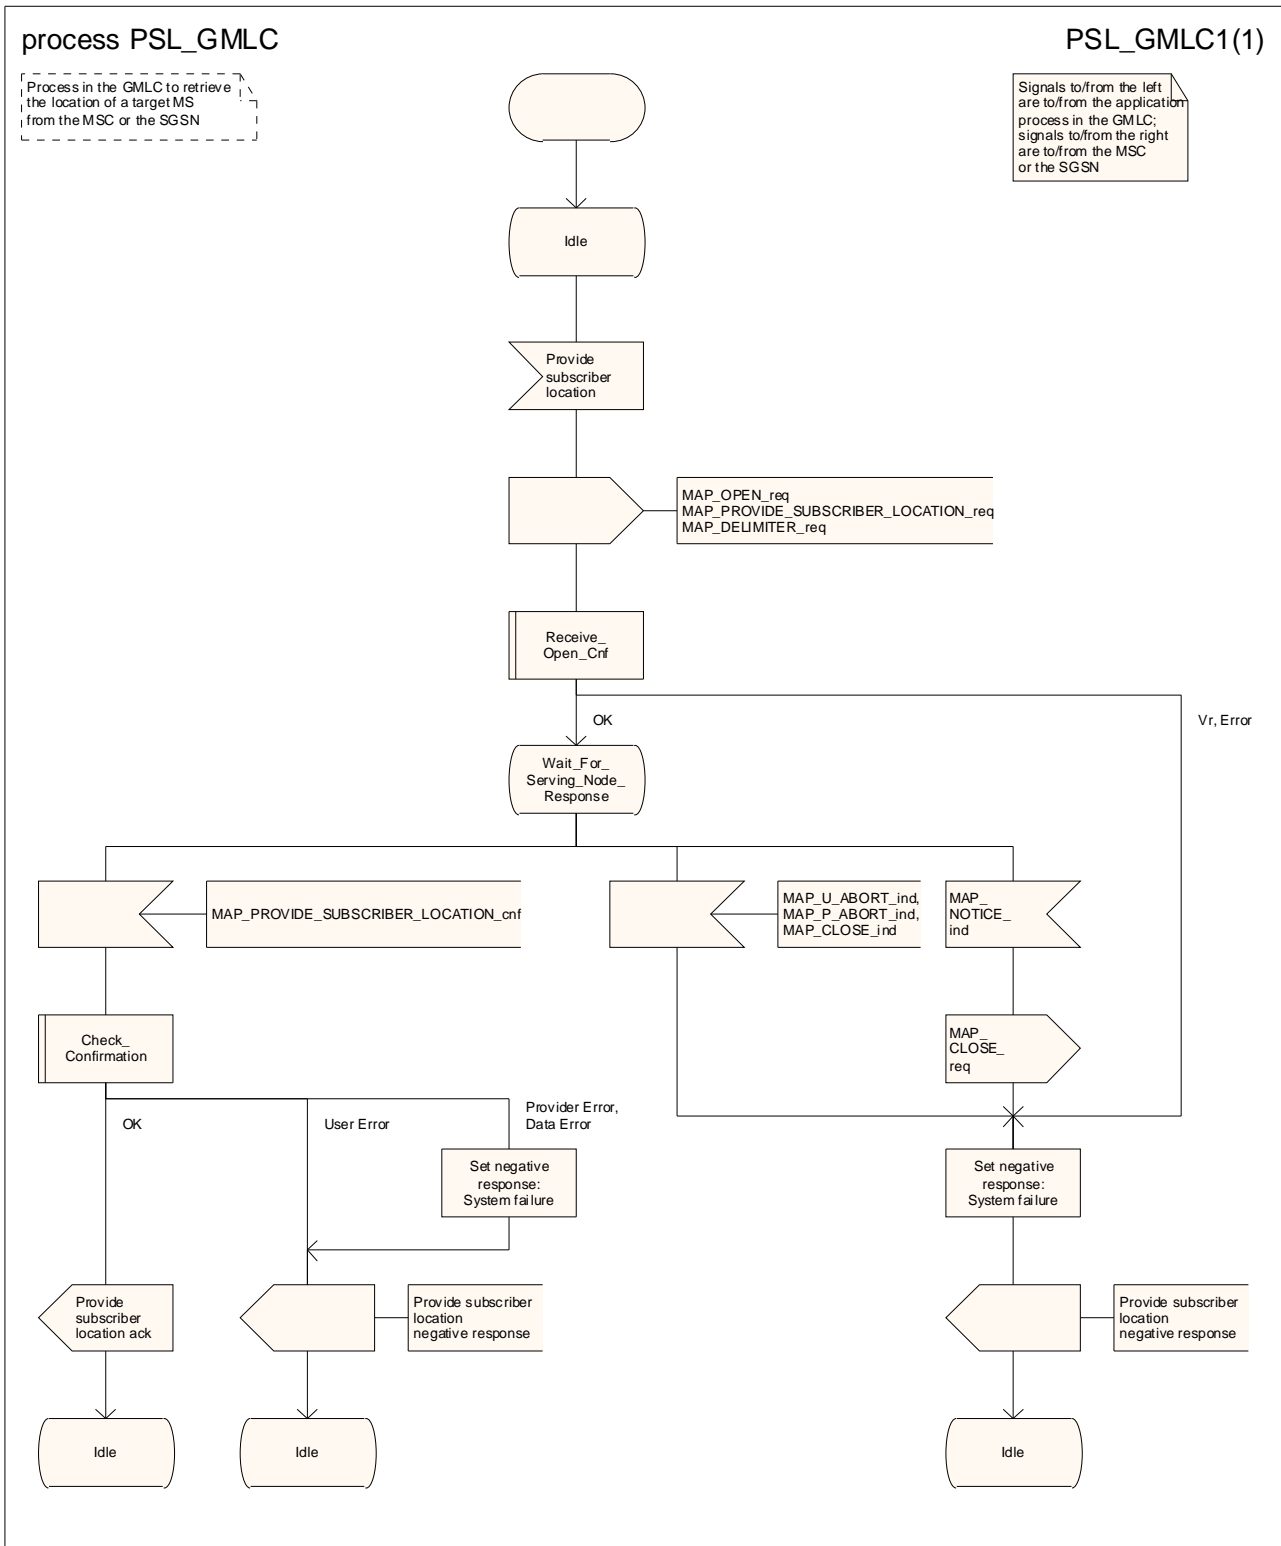 process PSL_GMLC
PSL_GMLC1(1)
Process in the GMLC to retrieve
the location of a target MS
from the MSC or the SGSN
Signals to/from the left
are to/from the application
process in the GMLC;
signals to/from the right
are to/from the MSC
or the SGSN
Idle
Provide
subscriber
location
MAP_OPEN_req
MAP_PROVIDE_SUBSCRIBER_LOCATION_req
MAP_DELIMITER_req
Receive_
Open_Cnf
OK
Vr, Error
Wait_For_
Serving_Node_
Response
MAP_PROVIDE_SUBSCRIBER_LOCATION_cnf
MAP_U_ABORT_ind,
MAP_P_ABORT_ind,
MAP_CLOSE_ind
MAP_
NOTICE_
ind
Check_
Confirmation
MAP_
CLOSE_
req
OK
User Error
Provider Error,
Data Error
Set negative
response:
System failure
Set negative
response:
System failure
Provide
subscriber
location ack
Provide subscriber
location
negative response
Provide subscriber
location
negative response
Idle
Idle
Idle